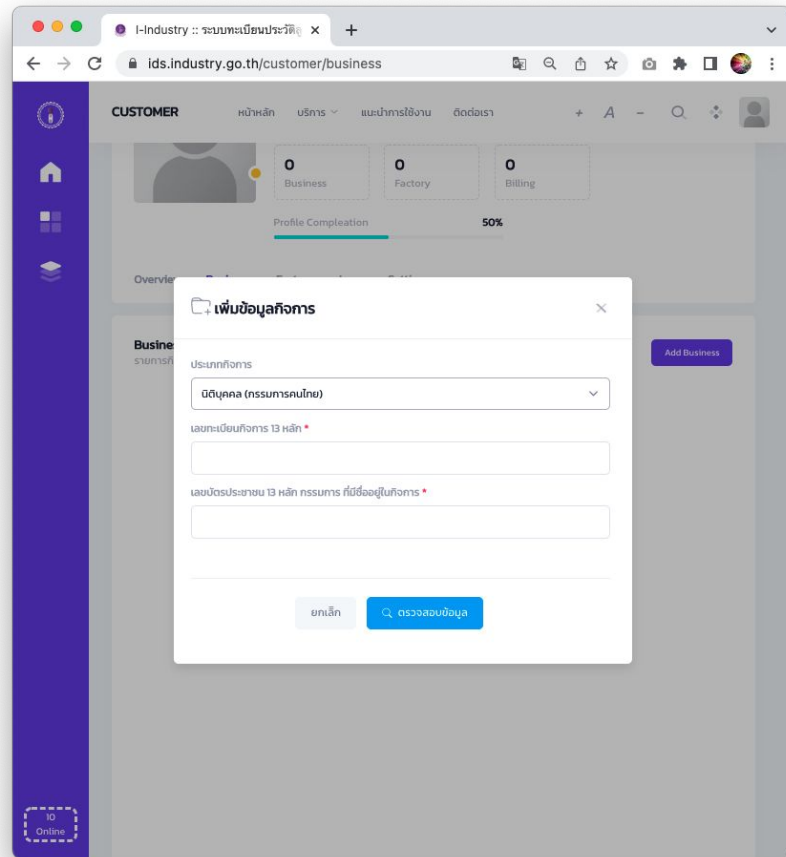 I-Industry :: ระบบทะเบียนประวัติ
ids.industry.go.th/customer/business
CUSTOMER หน้าหลัก บริการ แนะนำการใช้งาน ติดต่อเรา + A -
0 0 0
Business Factory Billing
Profile Compleation 50%
Overvie
เพิ่มข้อมูลกิจการ
Busine
Add Business
ประเภทกิจการ
นิติบุคคล (กรรมการคนไทย)
เลขทะเบียนกิจการ 13 หลัก *
เลขบัตรประชาชน 13 หลัก กรรมการ ที่มีชื่ออยู่ในกิจการ *
ยกเล็ก ตรวจสอบข้อมูล
10
Online